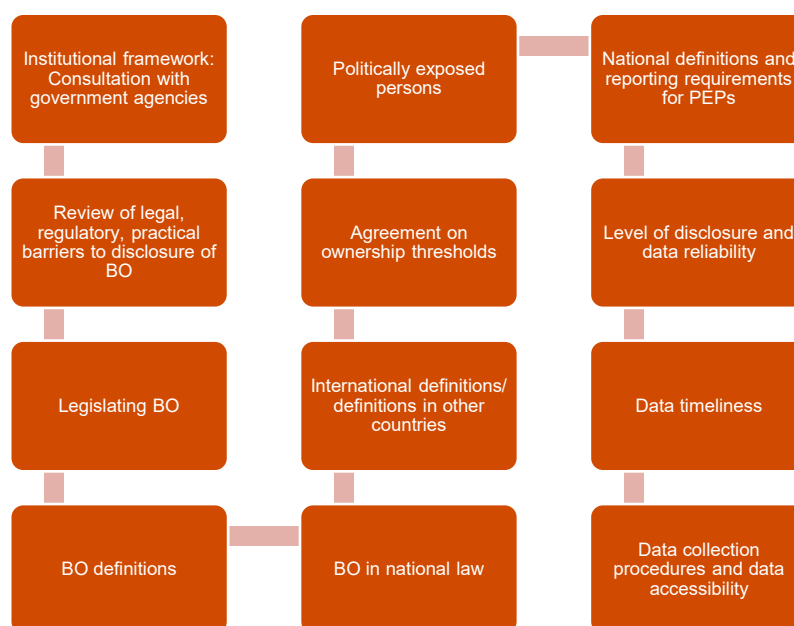 Institutional framework:
Consultation with
government agencies
Review of legal,
regulatory, practical
barriers to disclosure of
BO
Legislating BO
BO definitions
BO in national law
International definitions/
definitions in other
countries
Agreement on
ownership thresholds
Politically exposed
persons
National definitions and
reporting requirements
for PEPs
Level of disclosure and
data reliability
Data timeliness
Data collection
procedures and data
accessibility